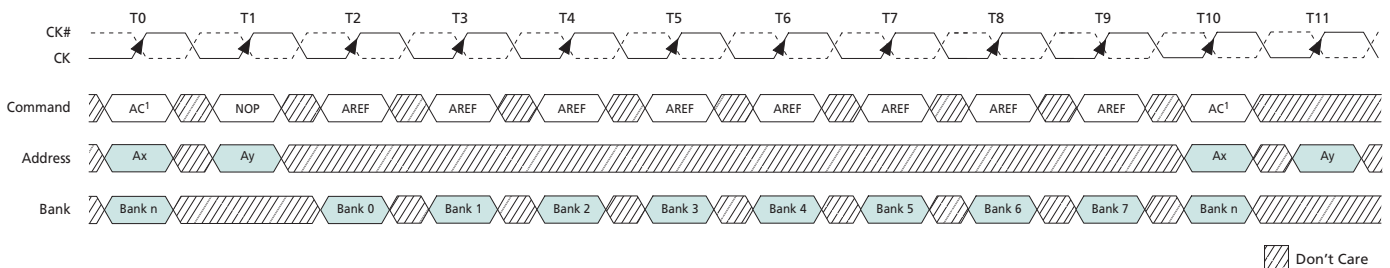 T0 T1 T2 T3 T4 T5 T6 T7 T8 T9 T10 T11
CK#
CK
Command AC¹ NOP AREF AREF AREF AREF AREF AREF AREF AREF AC¹
Address Ax Ay Ax Ay
Bank Bank n Bank 0 Bank 1 Bank 2 Bank 3 Bank 4 Bank 5 Bank 6 Bank 7 Bank n
Don't Care